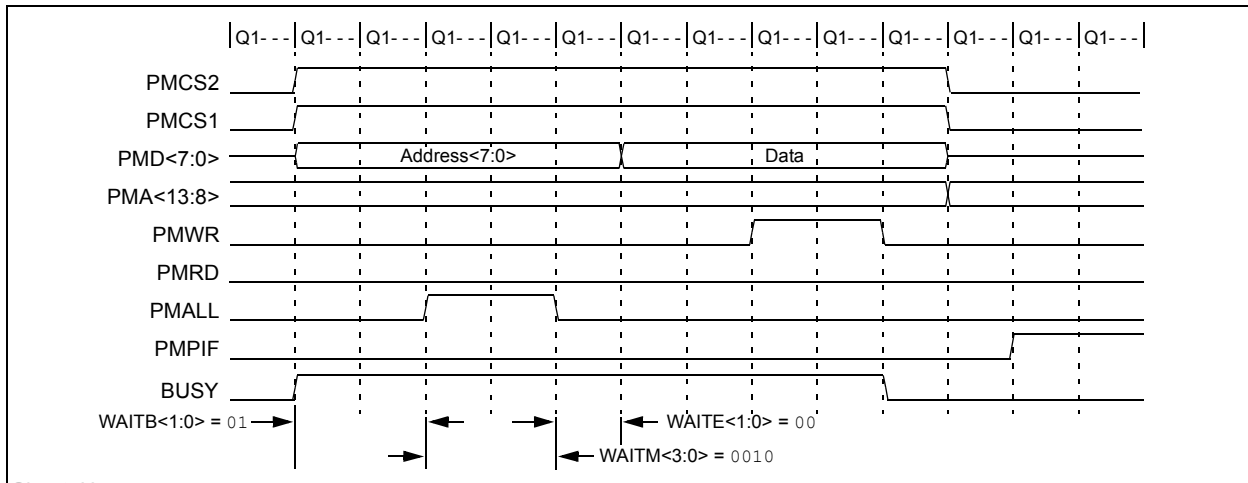 Q1- - - Q1- - - Q1- - - Q1- - - Q1- - - Q1- - - Q1- - - Q1- - - Q1- - - Q1- - - Q1- - - Q1- - - Q1- - - Q1- - -
PMCS2
PMCS1
PMD<7:0> Address<7:0> Data
PMA<13:8>
PMWR
PMRD
PMALL
PMPIF
BUSY
WAITB<1:0> = 01 WAITE<1:0> = 00
WAITM<3:0> = 0010